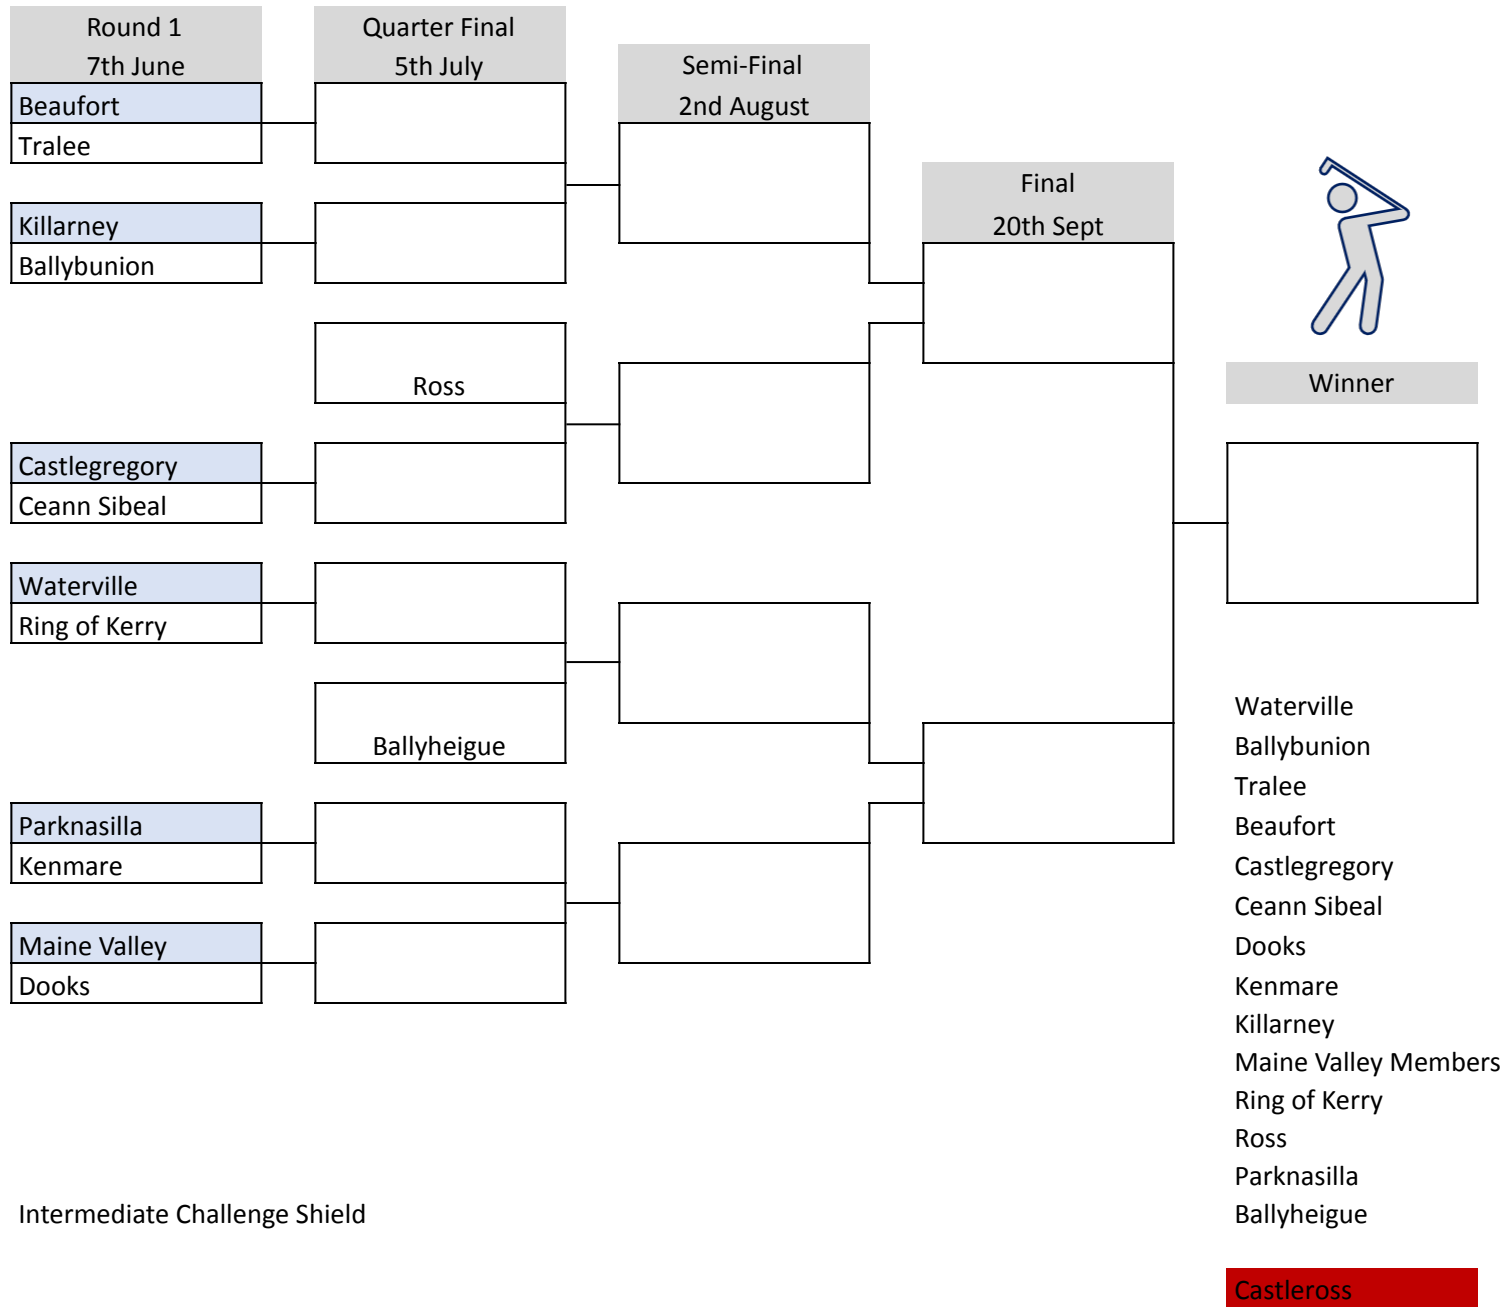 Round 1
7th June
Quarter Final
5th July
Semi-Final
2nd August
Final
20th Sept
Winner
Beaufort
Tralee
Killarney
Ballybunion
Ross
Castlegregory
Ceann Sibeal
Waterville
Ring of Kerry
Ballyheigue
Parknasilla
Kenmare
Maine Valley
Dooks
Waterville
Ballybunion
Tralee
Beaufort
Castlegregory
Ceann Sibeal
Dooks
Kenmare
Killarney
Maine Valley Members
Ring of Kerry
Ross
Parknasilla
Ballyheigue
Castleross
Intermediate Challenge Shield